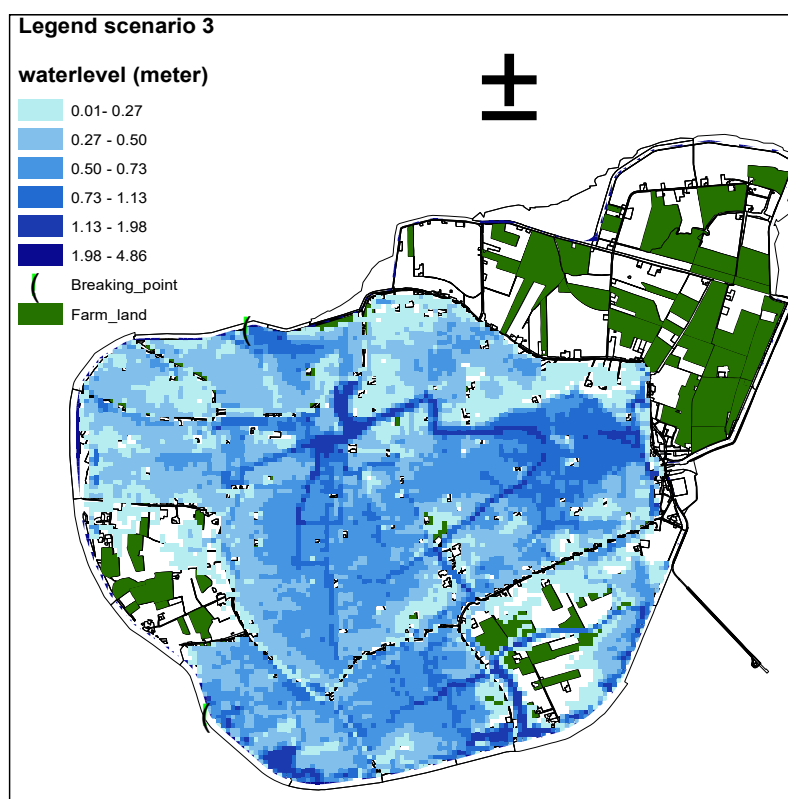 Legend scenario 3
waterlevel (meter)
0.01- 0.27
0.27 - 0.50
0.50 - 0.73
0.73 - 1.13
1.13 - 1.98
1.98 - 4.86
Breaking_point
Farm_land